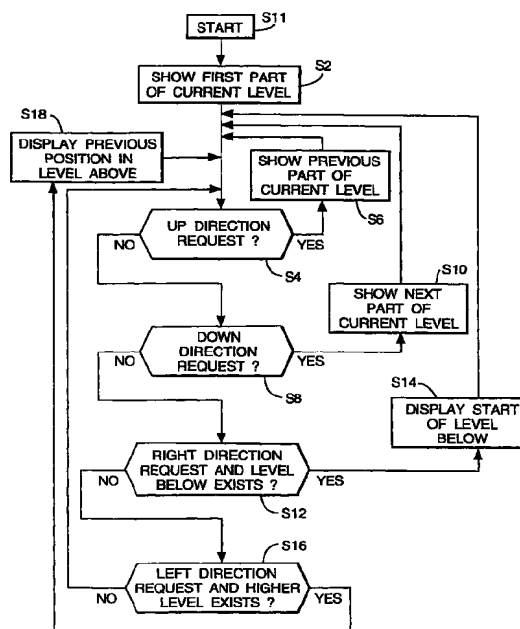 S11
START
S2
SHOW FIRST PART
OF CURRENT LEVEL
S18
DISPLAY PREVIOUS
POSITION IN
LEVEL ABOVE
SHOW PREVIOUS
PART OF
CURRENT LEVEL
S6
UP DIRECTION
REQUEST ?
NO
YES
S4
S10
SHOW NEXT
PART OF
CURRENT LEVEL
DOWN
DIRECTION
REQUEST ?
NO
YES
S8
S14
DISPLAY START
OF LEVEL
BELOW
RIGHT DIRECTION
REQUEST AND LEVEL
BELOW EXISTS ?
NO
YES
S12
S16
LEFT DIRECTION
REQUEST AND HIGHER
LEVEL EXISTS ?
NO
YES